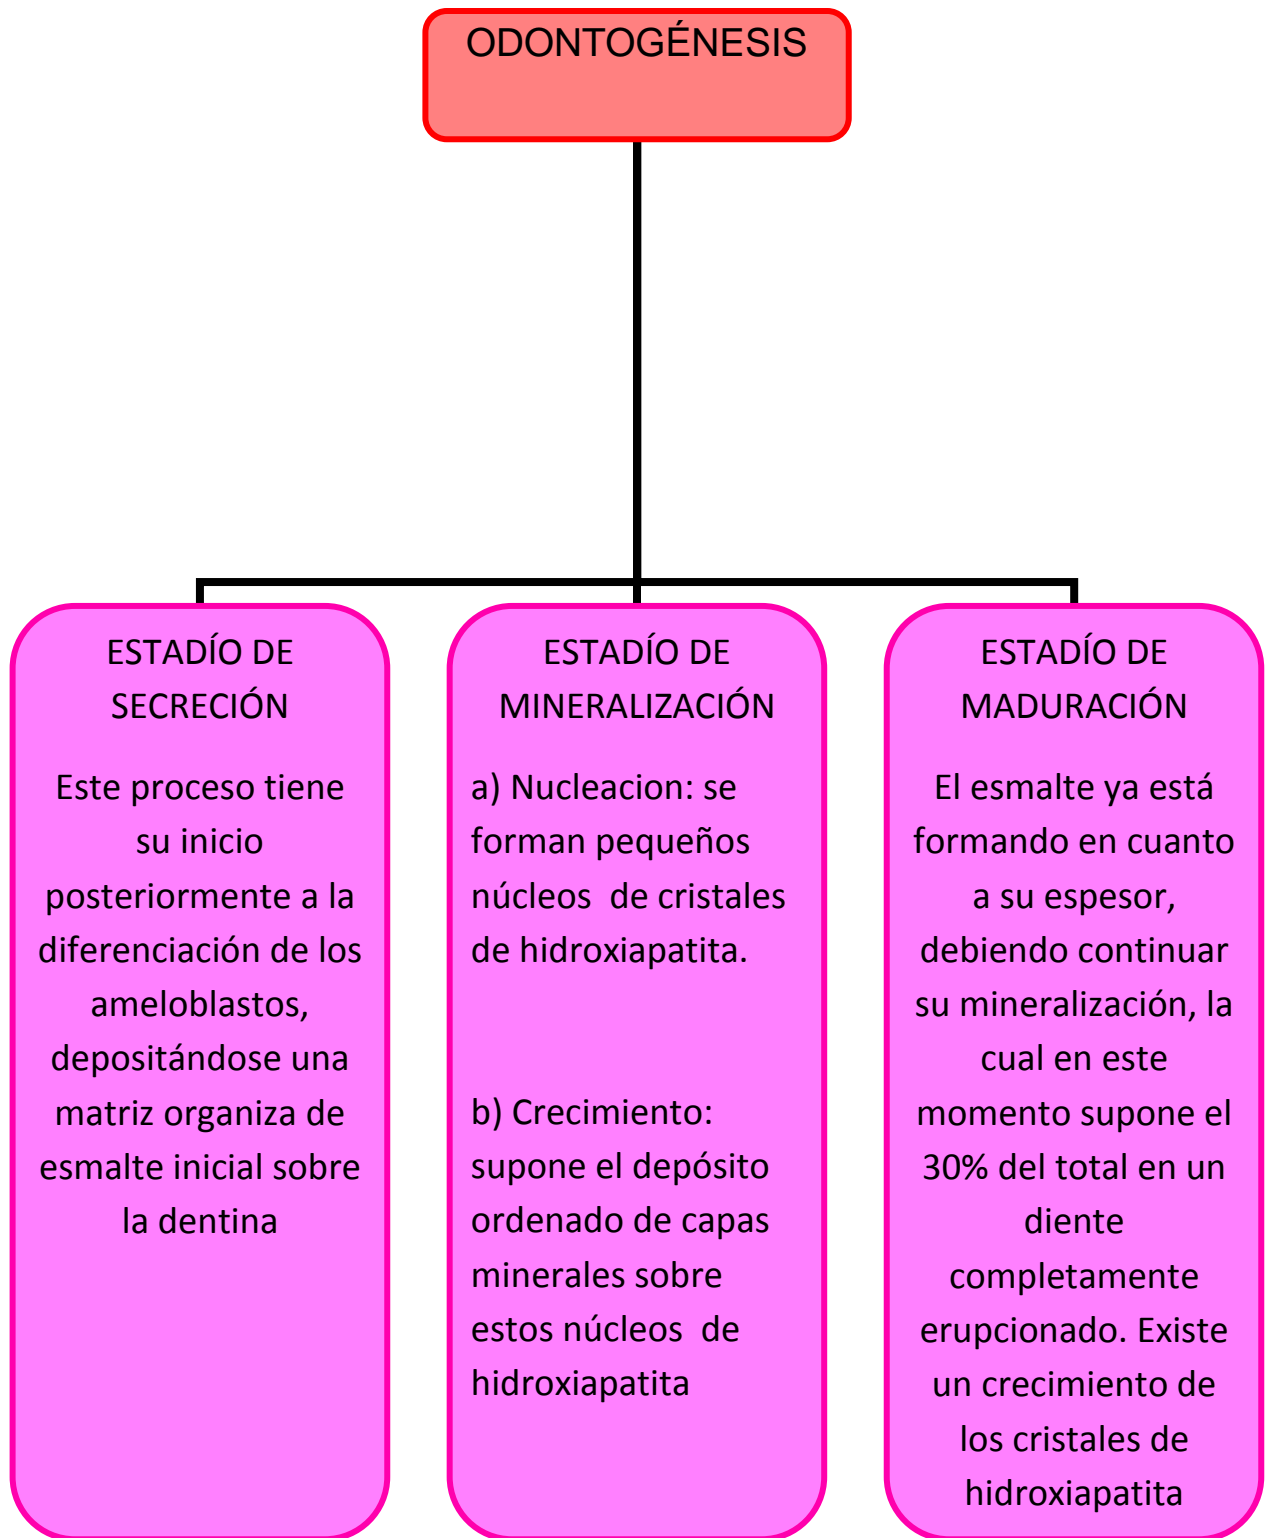 ODONTOGÉNESIS
ESTADÍO DE
SECRECIÓN
Este proceso tiene
su inicio
posteriormente a la
diferenciación de los
ameloblastos,
depositándose una
matriz organiza de
esmalte inicial sobre
la dentina
ESTADÍO DE
MINERALIZACIÓN
a) Nucleacion: se
forman pequeños
núcleos  de cristales
de hidroxiapatita.
b) Crecimiento:
supone el depósito
ordenado de capas
minerales sobre
estos núcleos  de
hidroxiapatita
ESTADÍO DE
MADURACIÓN
El esmalte ya está
formando en cuanto
a su espesor,
debiendo continuar
su mineralización, la
cual en este
momento supone el
30% del total en un
diente
completamente
erupcionado. Existe
un crecimiento de
los cristales de
hidroxiapatita